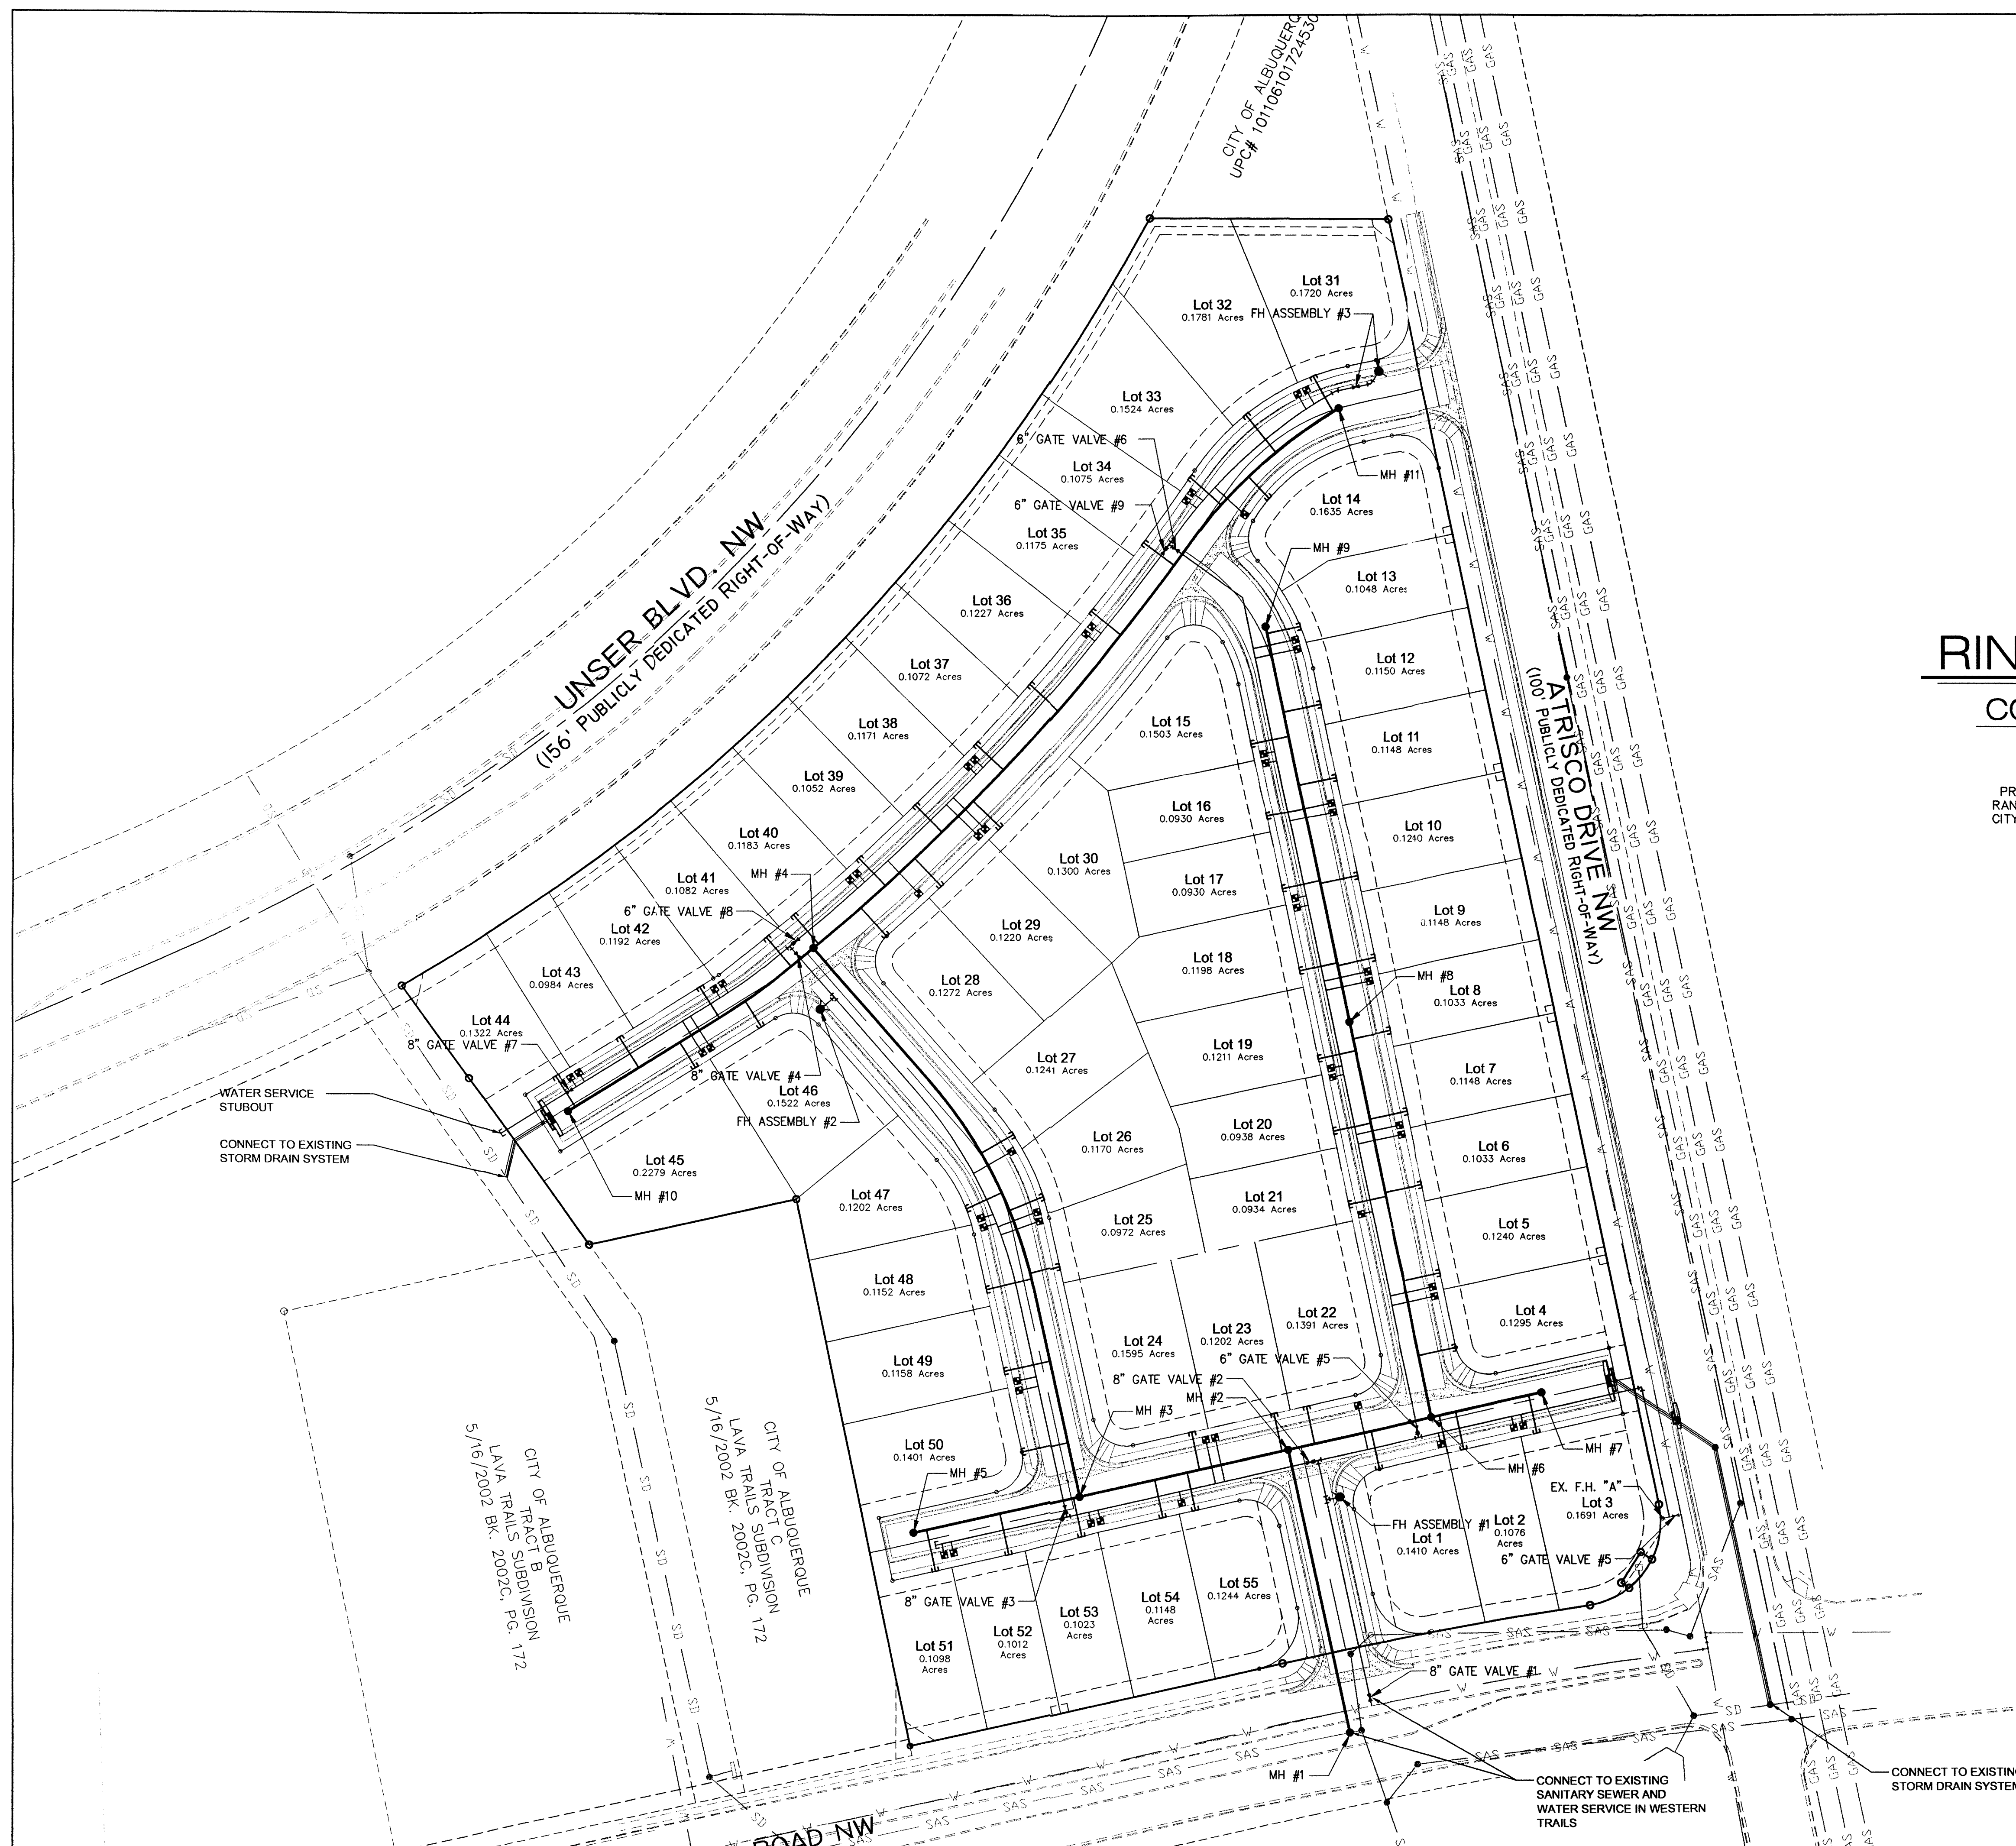 CITY OF ALBUQUERQ
UPC# 10110610172453
Lot 31
0.1720 Acres
Lot 32
0.1781 Acres
FH ASSEMBLY #3
Lot 33
0.1524 Acres
6" GATE VALVE #6
Lot 34
0.1075 Acres
MH #11
6" GATE VALVE #9
Lot 14
0.1635 Acres
Lot 35
0.1175 Acres
MH #9
Lot 13
0.1048 Acres
Lot 36
0.1227 Acres
UNSER BLVD. NW
(156' PUBLICLY DEDICATED RIGHT-OF-WAY)
Lot 12
0.1150 Acres
Lot 37
0.1072 Acres
RIN
CO
ATRISCO DRIVE NW
(100' PUBLICLY DEDICATED RIGHT-OF-WAY)
Lot 38
0.1171 Acres
Lot 15
0.1503 Acres
Lot 11
0.1148 Acres
Lot 39
0.1052 Acres
PR
RAN
CITY
Lot 16
0.0930 Acres
Lot 10
0.1240 Acres
Lot 40
0.1183 Acres
Lot 30
0.1300 Acres
Lot 41
0.1082 Acres
MH #4
Lot 17
0.0930 Acres
6" GATE VALVE #8
Lot 9
0.1148 Acres
Lot 42
0.1192 Acres
Lot 29
0.1220 Acres
Lot 18
0.1198 Acres
Lot 43
0.0984 Acres
Lot 28
0.1272 Acres
MH #8
Lot 8
0.1033 Acres
Lot 44
0.1322 Acres
8" GATE VALVE #7
Lot 19
0.1211 Acres
Lot 27
0.1241 Acres
Lot 7
0.1148 Acres
8" GATE VALVE #4
Lot 46
0.1522 Acres
FH ASSEMBLY #2
WATER SERVICE
STUBOUT
CONNECT TO EXISTING
STORM DRAIN SYSTEM
Lot 20
0.0938 Acres
Lot 26
0.1170 Acres
Lot 6
0.1033 Acres
Lot 45
0.2279 Acres
MH #10
Lot 47
0.1202 Acres
Lot 21
0.0934 Acres
Lot 25
0.0972 Acres
Lot 5
0.1240 Acres
Lot 48
0.1152 Acres
Lot 22
0.1391 Acres
Lot 4
0.1295 Acres
Lot 24
0.1595 Acres
Lot 23
0.1202 Acres
6" GATE VALVE #5
Lot 49
0.1158 Acres
8" GATE VALVE #2
MH #2
MH #3
Lot 50
0.1401 Acres
MH #5
MH #7
MH #6
EX. F.H. "A"
Lot 3
0.1691 Acres
Lot 2
0.1076
Acres
FH ASSEMBLY #1
Lot 1
0.1410 Acres
6" GATE VALVE #5
8" GATE VALVE #3
Lot 55
0.1244 Acres
Lot 54
0.1148
Acres
Lot 53
0.1023
Acres
Lot 52
0.1012
Acres
Lot 51
0.1098
Acres
CITY OF ALBUQUERQUE
TRACT B
LAVA TRAILS SUBDIVISION
5/16/2002 BK. 2002C, PG. 172
CITY OF ALBUQUERQUE
TRACT C
LAVA TRAILS SUBDIVISION
5/16/2002 BK. 2002C, PG. 172
8" GATE VALVE #1
MH #1
CONNECT TO EXISTING
SANITARY SEWER AND
WATER SERVICE IN WESTERN
TRAILS
CONNECT TO EXISTING
STORM DRAIN SYSTEM
ROAD NW
GAS
SAS
SD
W